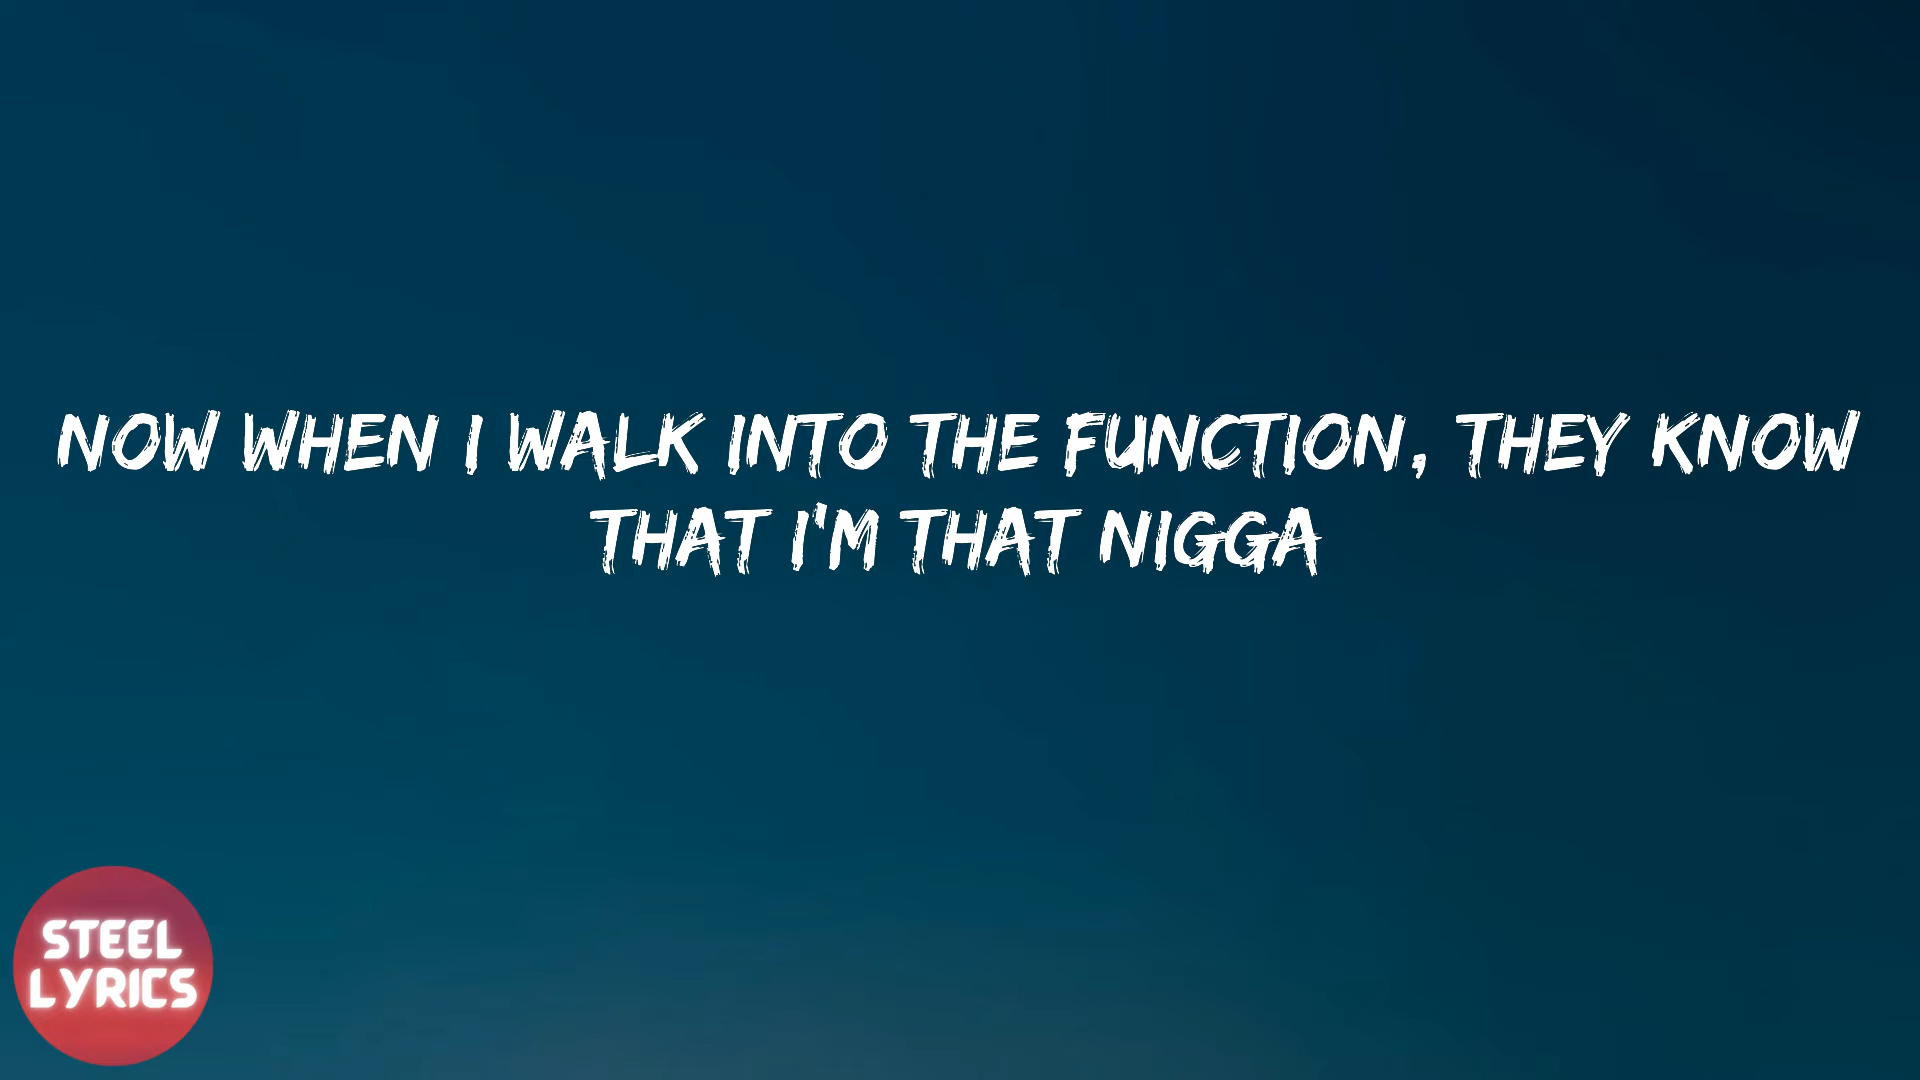 NOW WHEN I WALK INTO THE FUNCTION, THEY KNOW
THAT I'M THAT NIGGA
STEEL
LYRICS